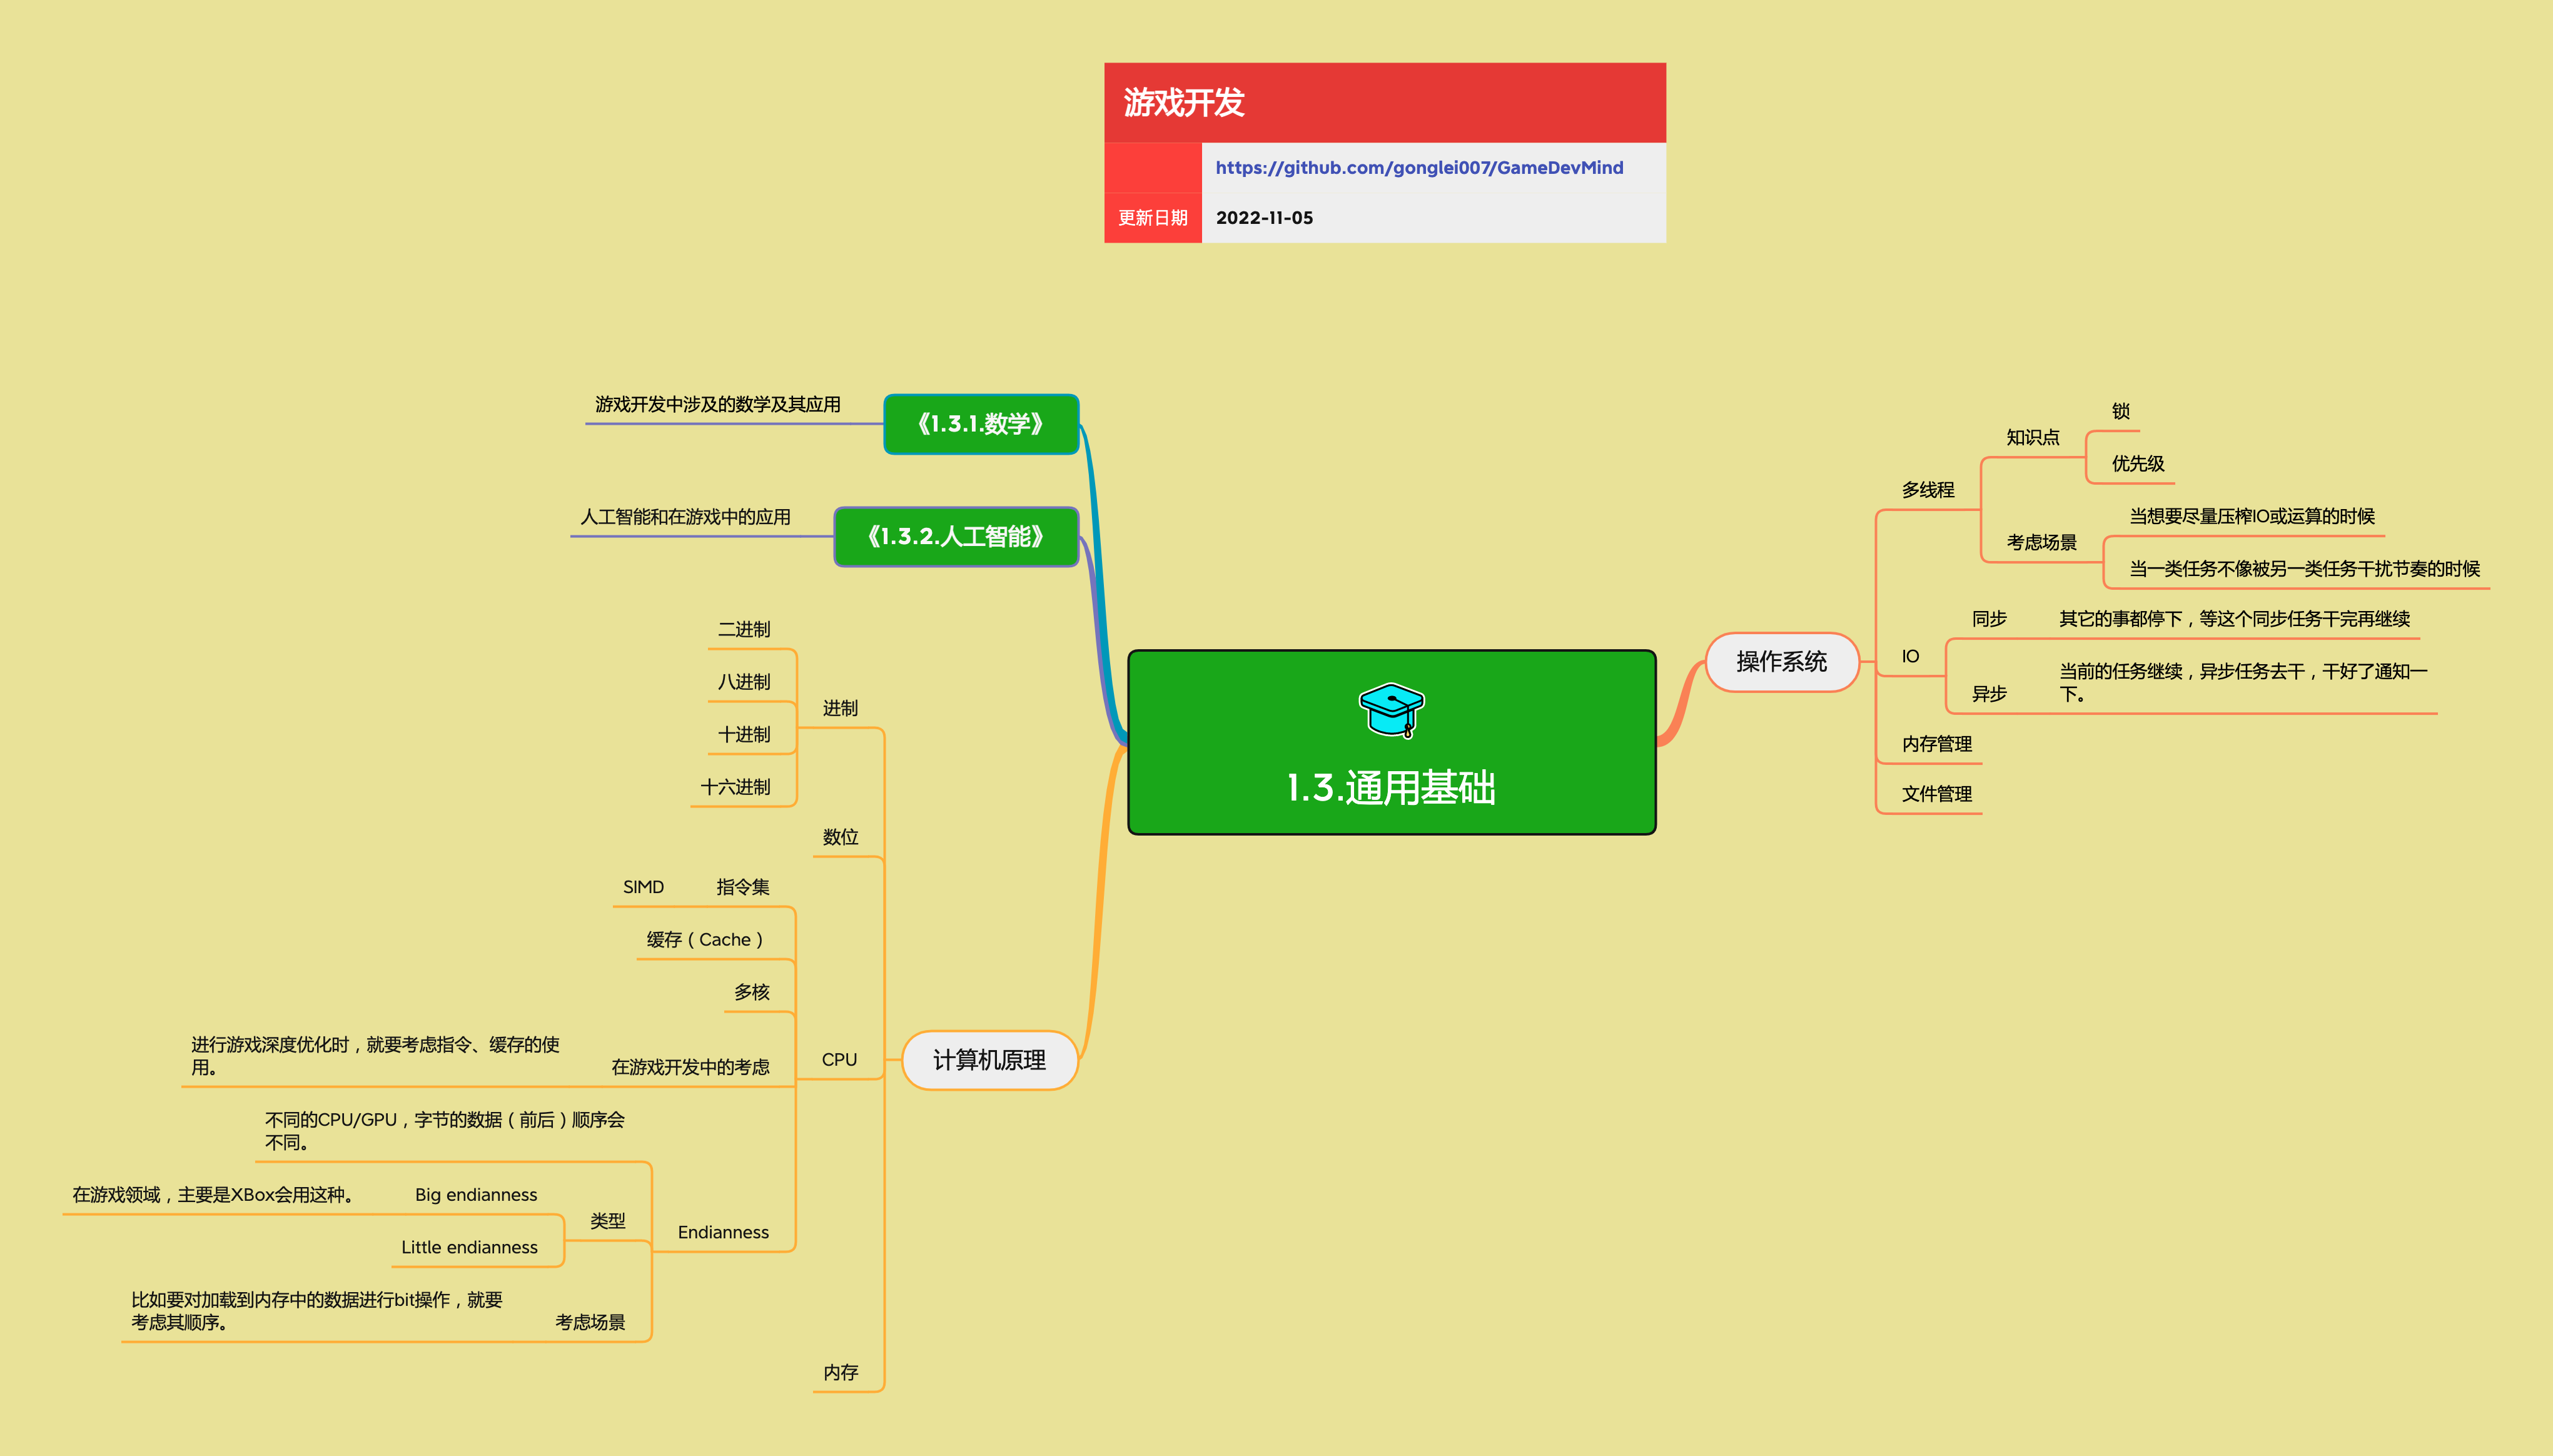 游戏开发
https://github.com/gonglei007/GameDevMind
更新日期 2022-11-05
1.3.通用基础
操作系统
多线程
知识点
锁
优先级
考虑场景
当想要尽量压榨IO或运算的时候
当一类任务不像被另一类任务干扰节奏的时候
IO
同步
其它的事都停下，等这个同步任务干完再继续
异步
当前的任务继续，异步任务去干，干好了通知一
下。
内存管理
文件管理
《1.3.1.数学》
游戏开发中涉及的数学及其应用
《1.3.2.人工智能》
人工智能和在游戏中的应用
计算机原理
进制
二进制
八进制
十进制
十六进制
数位
CPU
指令集
SIMD
缓存（Cache）
多核
在游戏开发中的考虑
进行游戏深度优化时，就要考虑指令、缓存的使
用。
Endianness
不同的CPU/GPU，字节的数据（前后）顺序会
不同。
类型
Big endianness
在游戏领域，主要是XBox会用这种。
Little endianness
考虑场景
比如要对加载到内存中的数据进行bit操作，就要
考虑其顺序。
内存